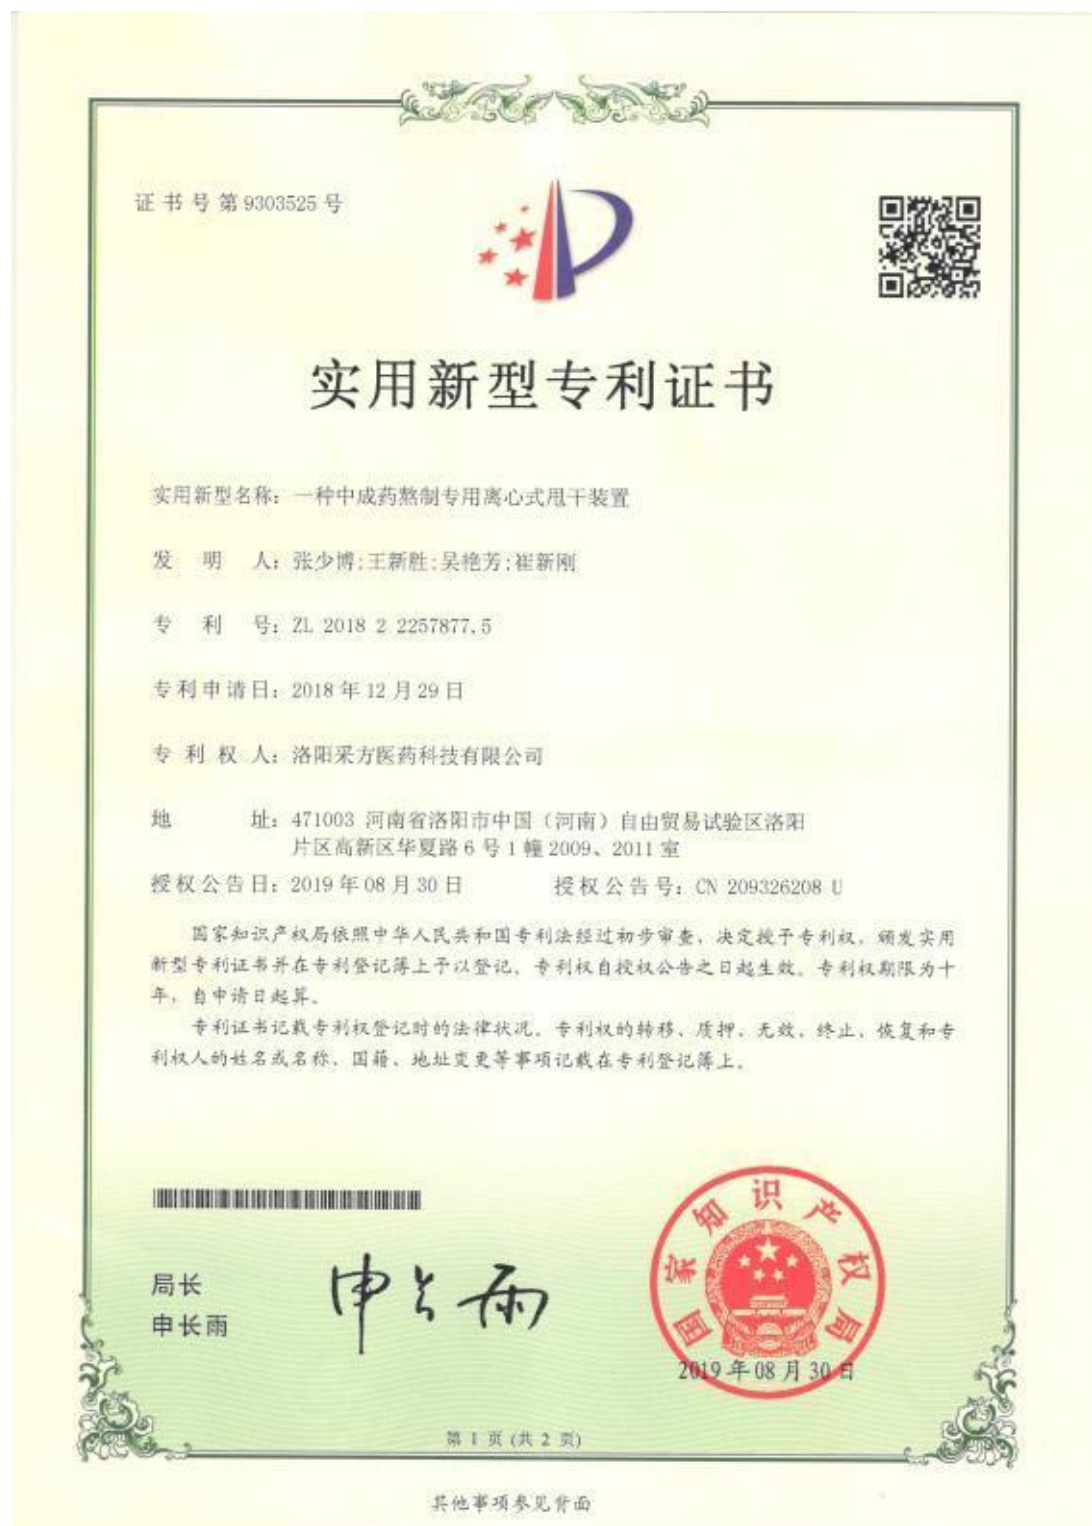 证书号第9303525号
实用新型专利证书
实用新型名称：一种中成药熬制专用离心式甩干装置
发明人：张少博;王新胜;吴艳芳;崔新刚
专利号：ZL 2018 2 2257877.5
专利申请日：2018年12月29日
专利权人：洛阳采方医药科技有限公司
地址：471003 河南省洛阳市中国（河南）自由贸易试验区洛阳
片区高新区华夏路6号1幢2009、2011室
授权公告日：2019年08月30日 授权公告号：CN 209326208 U
国家知识产权局依照中华人民共和国专利法经过初步审查，决定授予专利权，颁发实用
新型专利证书并在专利登记簿上予以登记。专利权自授权公告之日起生效。专利权期限为十
年，自申请日起算。
专利证书记载专利权登记时的法律状况。专利权的转移、质押、无效、终止、恢复和专
利权人的姓名或名称、国籍、地址变更等事项记载在专利登记簿上。
局长
申长雨
申长雨
国家知识产权局
2019年08月30日
第1页(共2页)
其他事项参见背面